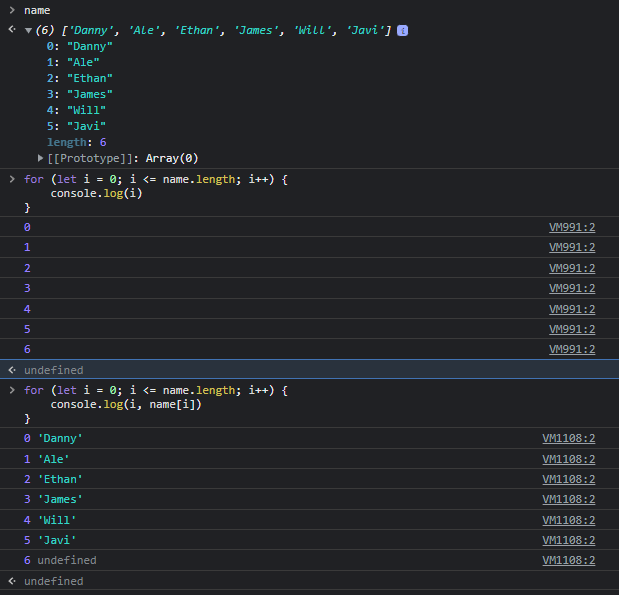 name
(6) ['Danny', 'Ale', 'Ethan', 'James', 'Will', 'Javi'] i
0: "Danny"
1: "Ale"
2: "Ethan"
3: "James"
4: "Will"
5: "Javi"
length: 6
[[Prototype]]: Array(0)
for (let i = 0; i <= name.length; i++) {
console.log(i)
}
0 VM991:2
1 VM991:2
2 VM991:2
3 VM991:2
4 VM991:2
5 VM991:2
6 VM991:2
undefined
for (let i = 0; i <= name.length; i++) {
console.log(i, name[i])
}
0 'Danny' VM1108:2
1 'Ale' VM1108:2
2 'Ethan' VM1108:2
3 'James' VM1108:2
4 'Will' VM1108:2
5 'Javi' VM1108:2
6 undefined VM1108:2
undefined